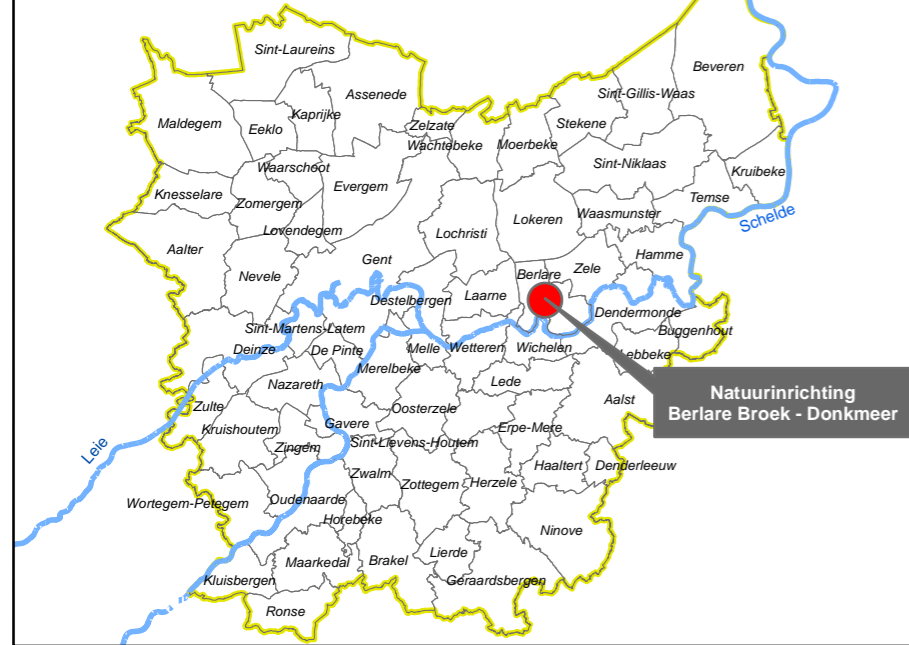 Sint-Laureins
Beveren
Assenede
Sint-Gillis-Waas
Kaprijke
Maldegem
Eeklo
Zelzate
Stekene
Wachtebeke
Moerbeke
Waarschoot
Sint-Niklaas
Kruibeke
Evergem
Knesselare
Temse
Zomergem
Waasmunster
Lokeren
Schelde
Lovendegem
Lochristi
Aalter
Gent
Hamme
Zele
Nevele
Berlare
Destelbergen
Laarne
Dendermonde
Sint-Martens-Latem
Buggenhout
Deinze
De Pinte
Melle
Wetteren
Wichelen
Lebbeke
Merelbeke
Lede
Nazareth
Natuurinrichting
Berlare Broek - Donkmeer
Aalst
Zulte
Oosterzele
Gavere
Kruishoutem
Erpe-Mere
Sint-Lievens-Houtem
Zingem
Leie
Haaltert
Denderleeuw
Zwalm
Zottegem
Herzele
Oudenaarde
Wortegem-Petegem
Horebeke
Ninove
Lierde
Brakel
Maarkedal
Kluisbergen
Geraardsbergen
Ronse